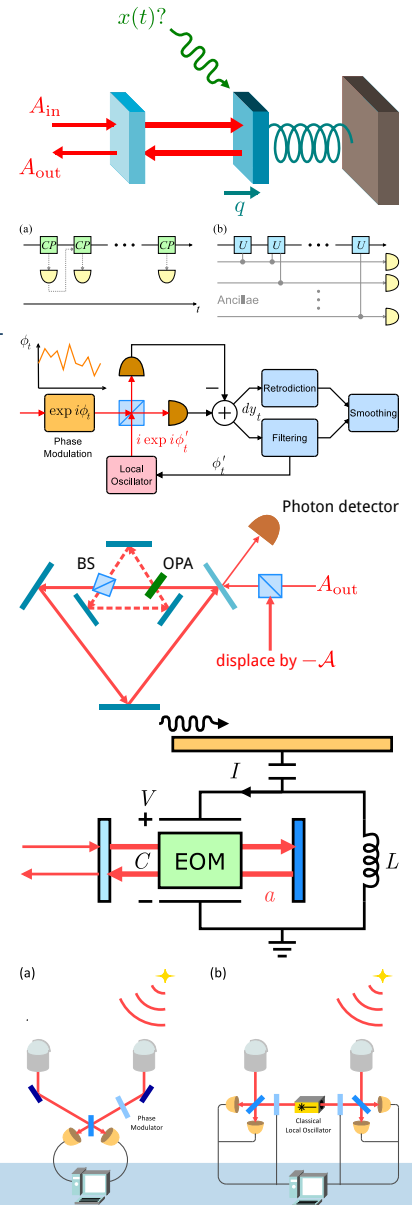 x(t)?
A_in
A_out
q
(a)
(b)
CP
CP
• • •
CP
U
U
• • •
U
Ancillae
t
ϕ_t
exp iϕ_t
Phase
Modulation
i exp iϕ′_t
Local
Oscillator
−
+
dy_t
Retrodiction
Filtering
Smoothing
ϕ′_t
Photon detector
BS
OPA
A_out
displace by −𝒜
I
V
+
C
EOM
−
a
L
(a)
(b)
Phase
Modulator
Classical
Local Oscillator